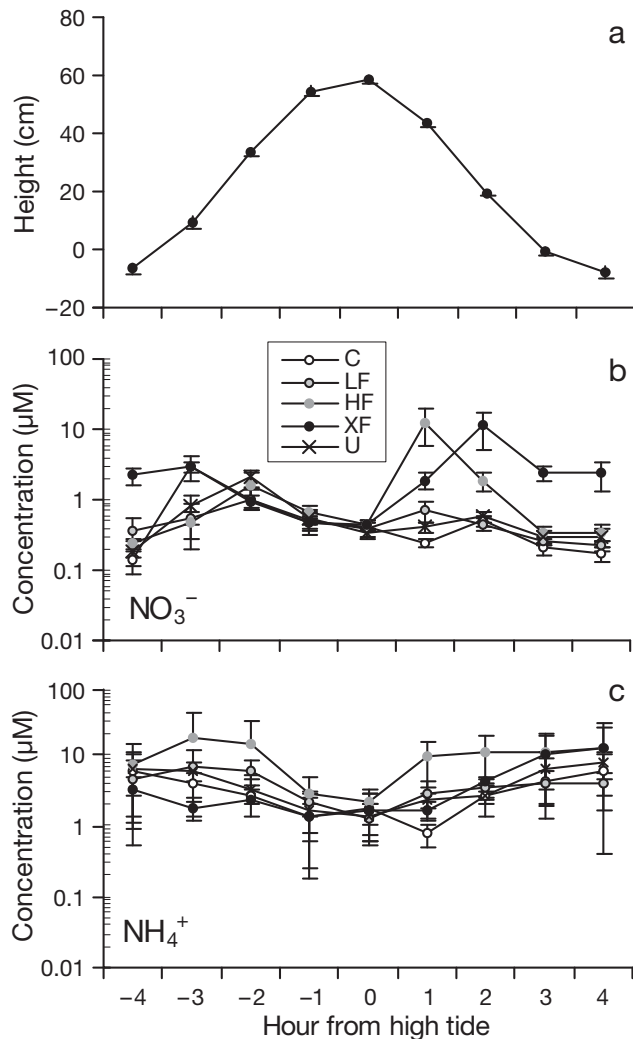 a
80
60
40
20
0
−20
Height (cm)
b
100
10
1
0.1
0.01
Concentration (µM)
C
LF
HF
XF
U
NO₃⁻
c
100
10
1
0.1
0.01
Concentration (µM)
NH₄⁺
−4 −3 −2 −1 0 1 2 3 4
Hour from high tide